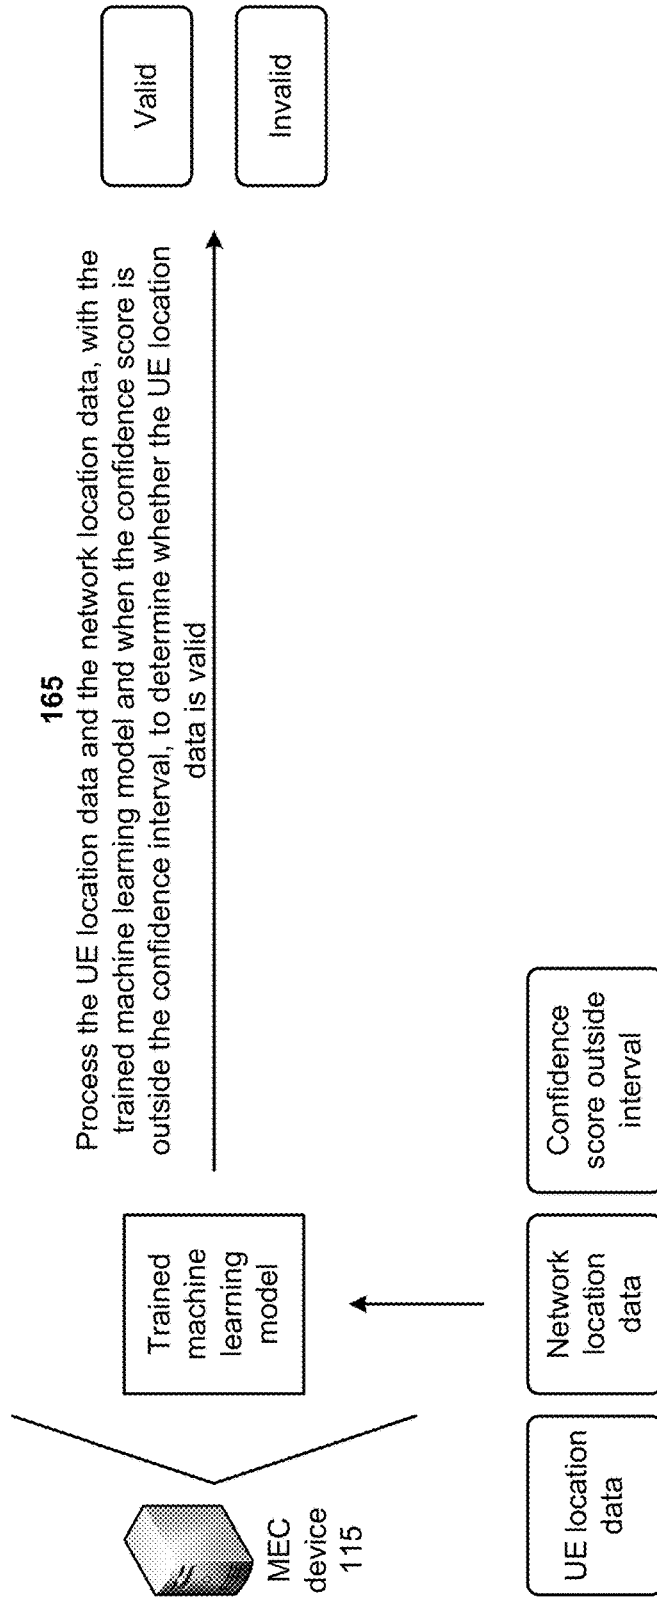 165
Process the UE location data and the network location data, with the
trained machine learning model and when the confidence score is
outside the confidence interval, to determine whether the UE location
data is valid
Valid
Invalid
Trained
machine
learning
model
MEC
device
115
UE location
data
Network
location
data
Confidence
score outside
interval